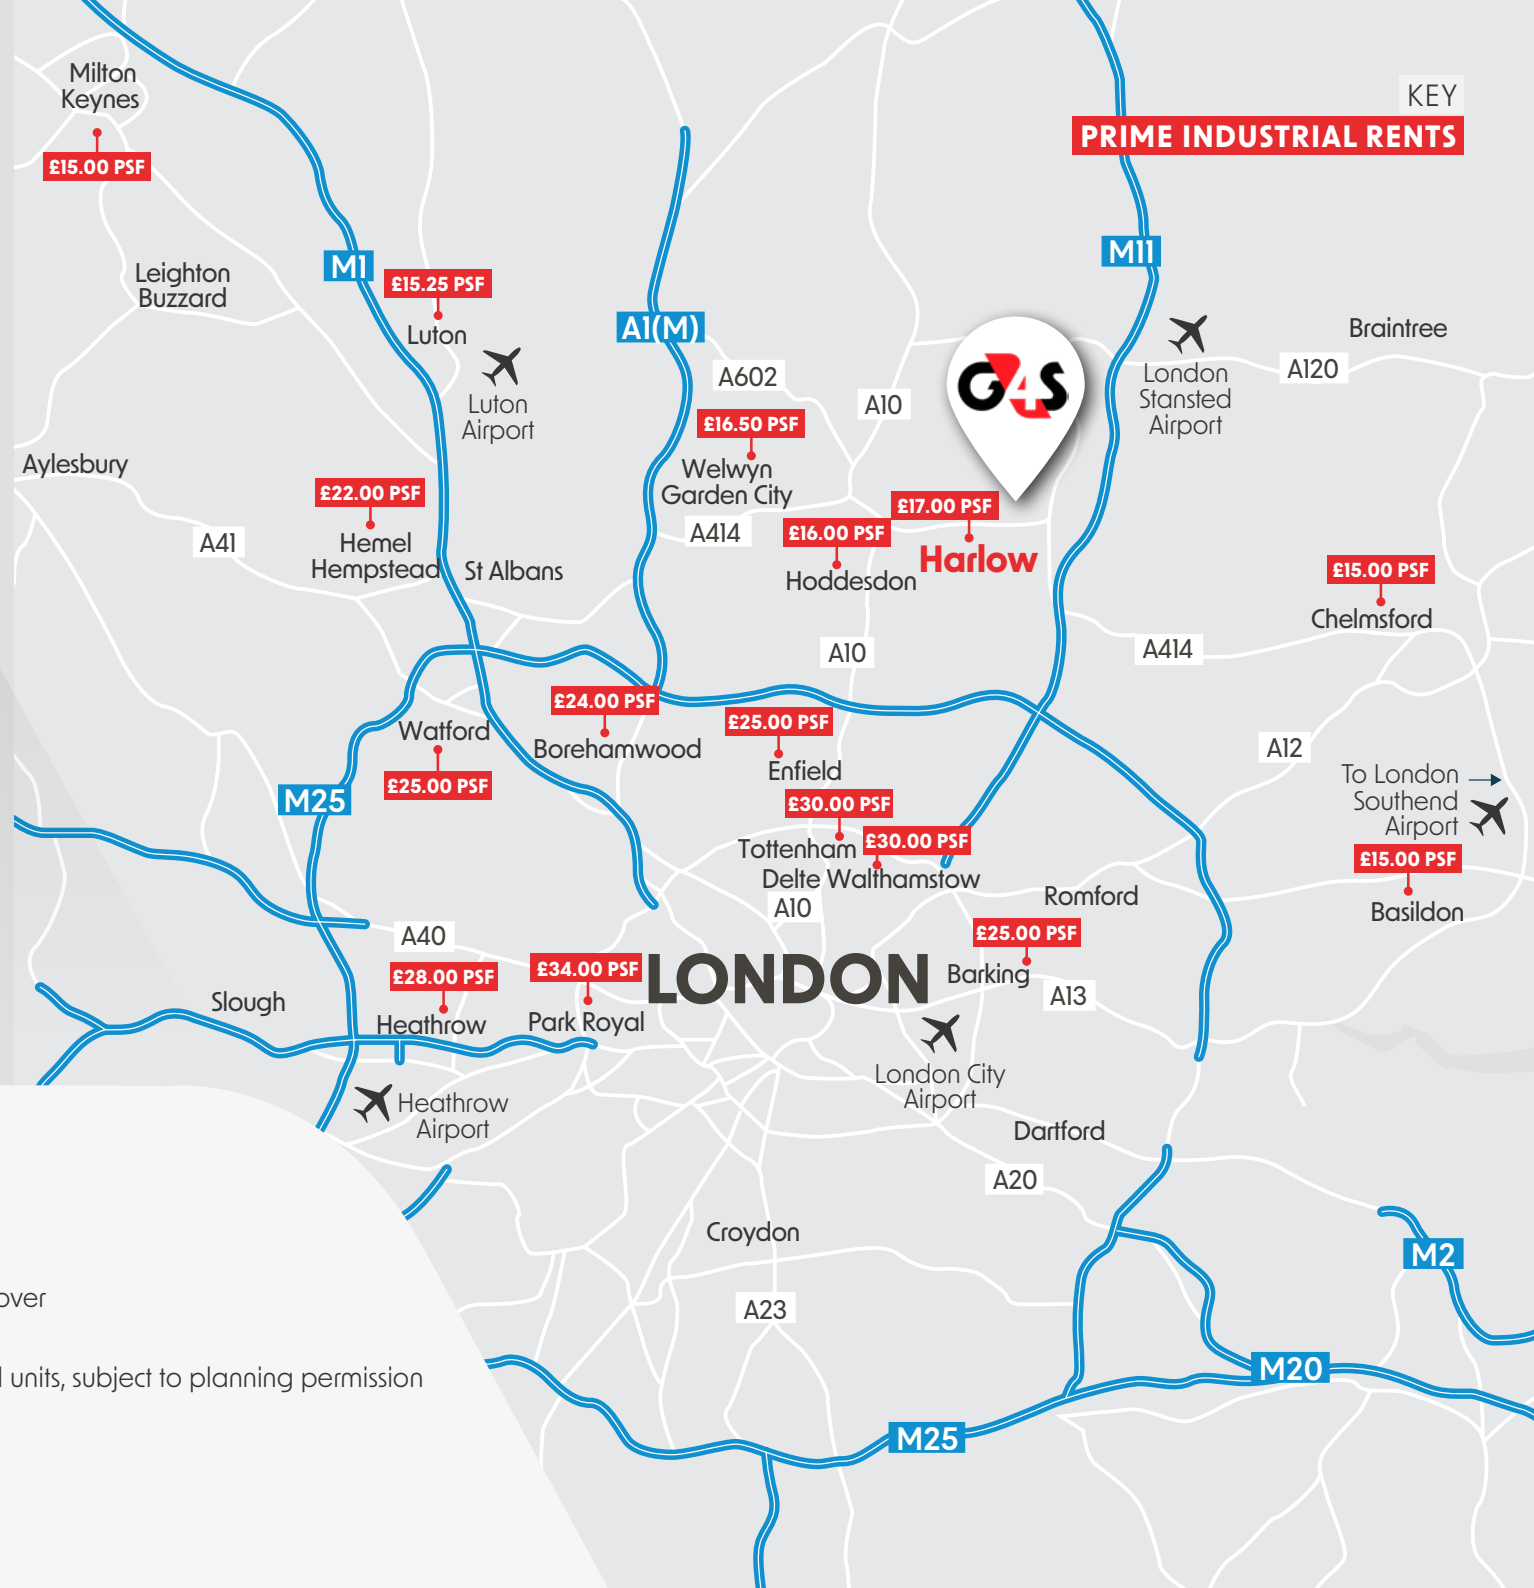 Milton
Keynes
£15.00 PSF
KEY
PRIME INDUSTRIAL RENTS
Leighton
Buzzard
M1
£15.25 PSF
Luton
Luton
Airport
A1(M)
A602
A10
G4S
M11
London
Stansted
Airport
A120
Braintree
£16.50 PSF
Welwyn
Garden City
Aylesbury
A41
£22.00 PSF
Hemel
Hempstead
St Albans
A414
£16.00 PSF
Hoddesdon
£17.00 PSF
Harlow
£15.00 PSF
Chelmsford
A10
A414
£24.00 PSF
Borehamwood
£25.00 PSF
Enfield
Watford
£25.00 PSF
M25
A12
To London
Southend
Airport
£30.00 PSF
Tottenham
£30.00 PSF
Delte Walthamstow
A10
Romford
£15.00 PSF
Basildon
A40
£28.00 PSF
Heathrow
£34.00 PSF
Park Royal
LONDON
£25.00 PSF
Barking
A13
Slough
London City
Airport
Heathrow
Airport
Dartford
A20
Croydon
A23
M2
M20
M25
over
units, subject to planning permission